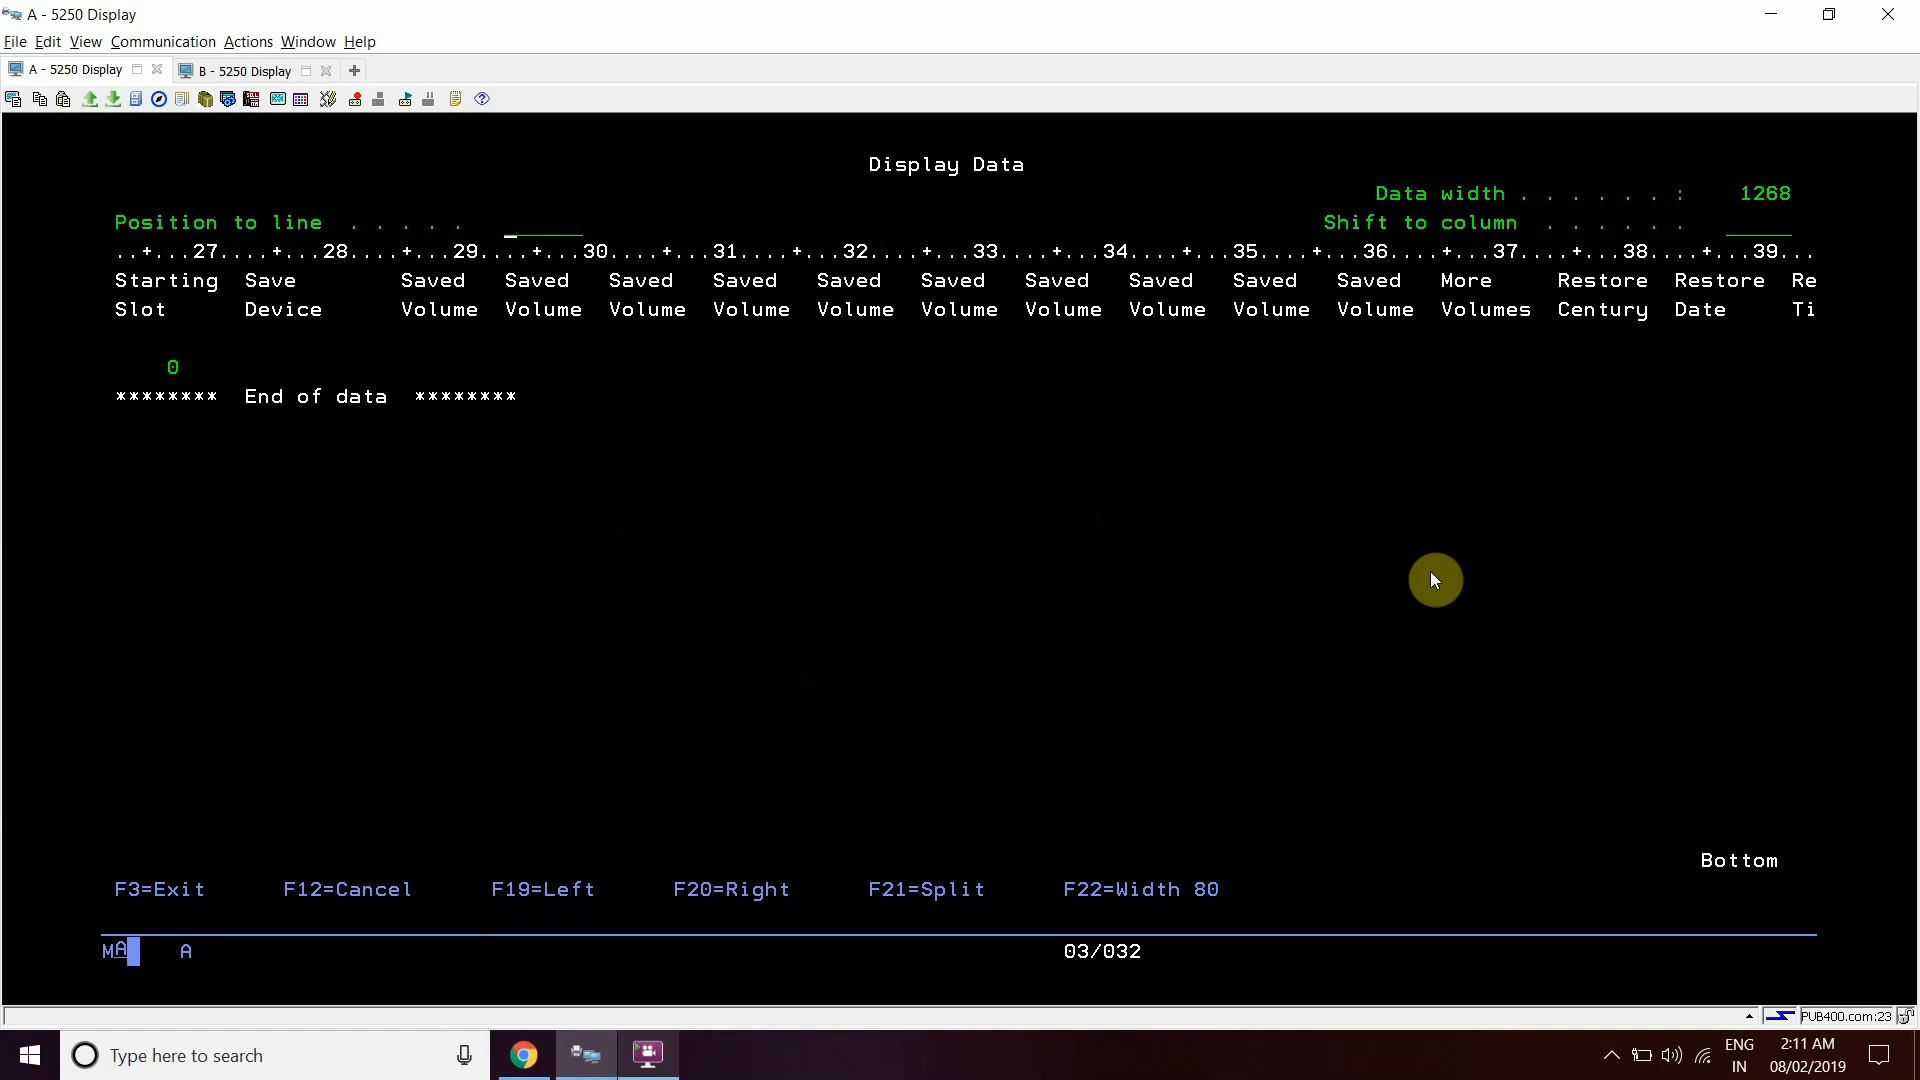 A - 5250 Display
File Edit View Communication Actions Window Help
A - 5250 Display B - 5250 Display
Display Data
Data width . . . . . . : 1268
Position to line . . . . . Shift to column . . . . . .
..+...27....+...28....+...29....+...30....+...31....+...32....+...33....+...34....+...35....+...36....+...37....+...38....+...39...
Starting Save Saved Saved Saved Saved Saved Saved Saved Saved Saved Saved More Restore Restore Re
Slot Device Volume Volume Volume Volume Volume Volume Volume Volume Volume Volume Volumes Century Date Ti
0
******** End of data ********
Bottom
F3=Exit F12=Cancel F19=Left F20=Right F21=Split F22=Width 80
MA A 03/032
PUB400.com:23
Type here to search
ENG
IN
2:11 AM
08/02/2019